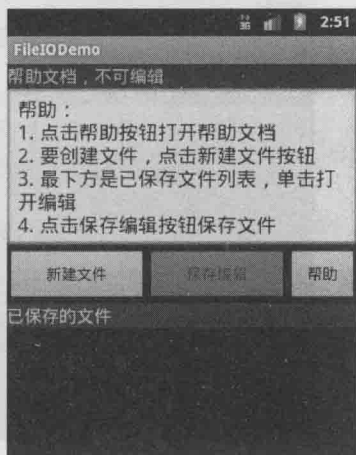 3G 2:51
FileIODemo
帮助文档，不可编辑
帮助：
1. 点击帮助按钮打开帮助文档
2. 要创建文件，点击新建文件按钮
3. 最下方是已保存文件列表，单击打
开编辑
4. 点击保存编辑按钮保存文件
新建文件 保存编辑 帮助
已保存的文件